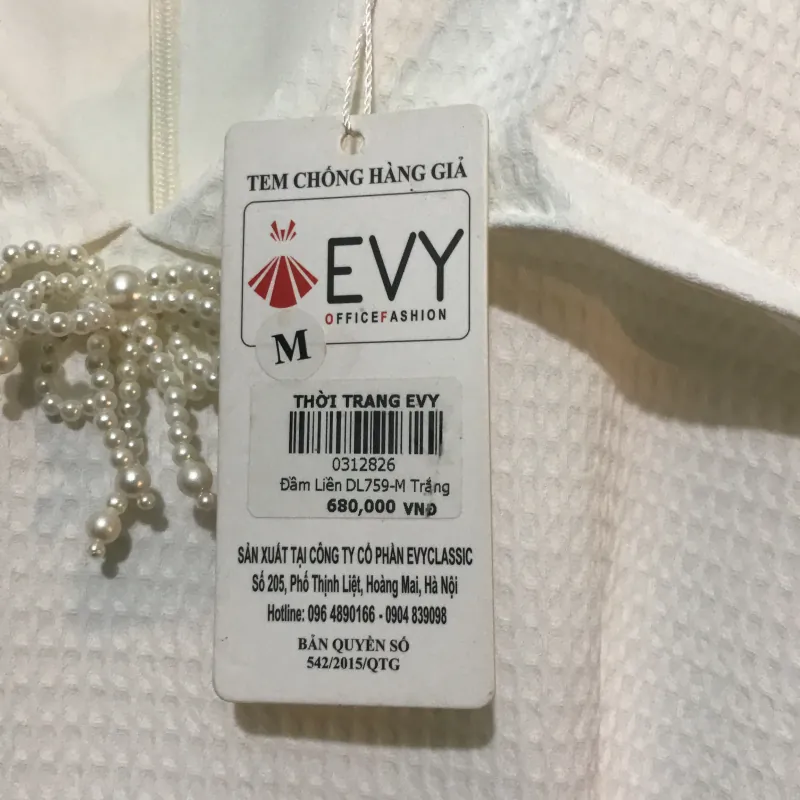 TEM CHỐNG HÀNG GIẢ
EVY
OFFICEFASHION
M
THỜI TRANG EVY
0312826
Đầm Liền DL759-M Trắng
680,000 VNĐ
SẢN XUẤT TẠI CÔNG TY CỔ PHẦN EVYCLASSIC
Số 205, Phố Thịnh Liệt, Hoàng Mai, Hà Nội
Hotline: 096 4890166 - 0904 839098
BẢN QUYỀN SỐ
542/2015/QTG